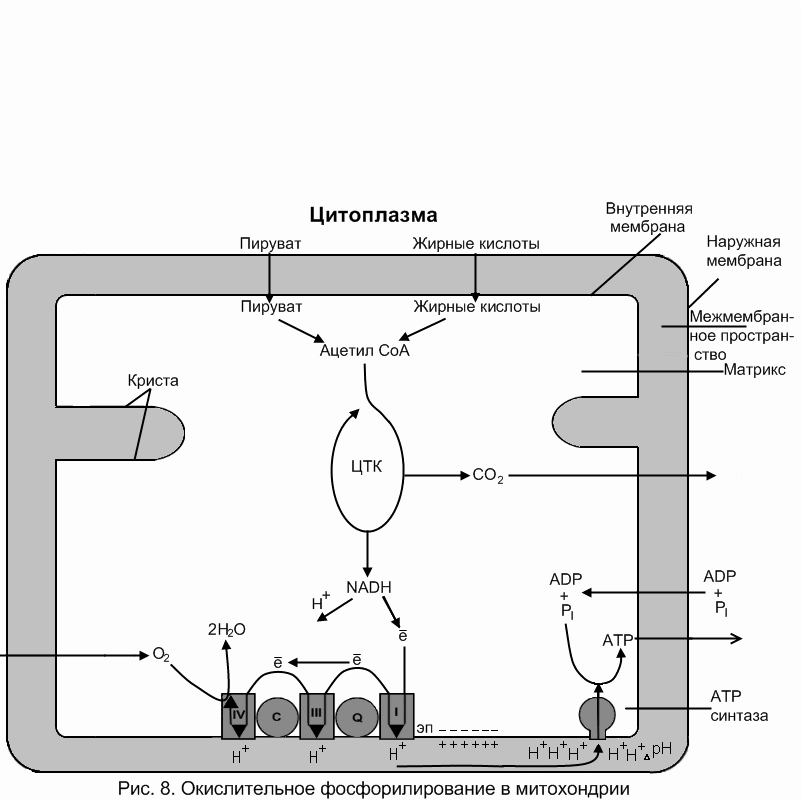 Цитоплазма
Внутренняя
мембрана
Наружная
мембрана
Пируват
Жирные кислоты
Пируват
Жирные кислоты
Межмембран-
ное простран-
ство
Матрикс
Ацетил CoA
Криста
ЦТК
CO2
NADH
H+
ē
ADP
+
PI
ADP
+
PI
ATP
2H2O
O2
ē
ē
IV
C
III
Q
I
ЭП
− − − − − −
++++++
АТР
синтаза
H+
H+
H+
H+H+H+
H+H+
Δ pH
Рис. 8. Окислительное фосфорилирование в митохондрии